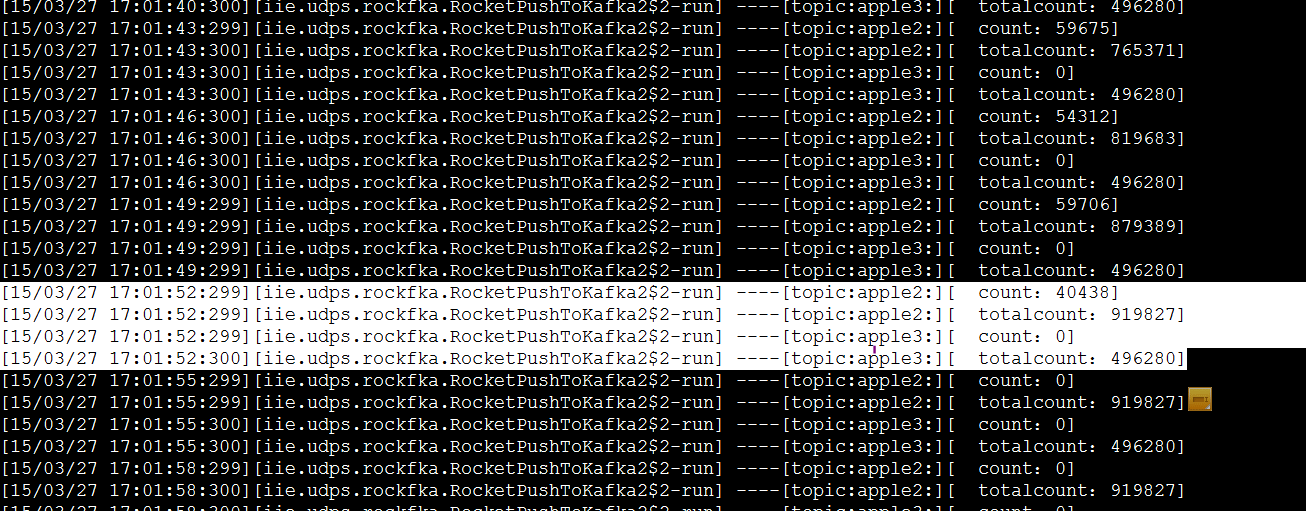 [15/03/27 17:01:40:300][iie.udps.rockfka.RocketPushToKafka2$2-run] ----[topic:apple3:][  totalcount: 496280]
[15/03/27 17:01:43:299][iie.udps.rockfka.RocketPushToKafka2$2-run] ----[topic:apple2:][  count: 59675]
[15/03/27 17:01:43:300][iie.udps.rockfka.RocketPushToKafka2$2-run] ----[topic:apple2:][  totalcount: 765371]
[15/03/27 17:01:43:300][iie.udps.rockfka.RocketPushToKafka2$2-run] ----[topic:apple3:][  count: 0]
[15/03/27 17:01:43:300][iie.udps.rockfka.RocketPushToKafka2$2-run] ----[topic:apple3:][  totalcount: 496280]
[15/03/27 17:01:46:300][iie.udps.rockfka.RocketPushToKafka2$2-run] ----[topic:apple2:][  count: 54312]
[15/03/27 17:01:46:300][iie.udps.rockfka.RocketPushToKafka2$2-run] ----[topic:apple2:][  totalcount: 819683]
[15/03/27 17:01:46:300][iie.udps.rockfka.RocketPushToKafka2$2-run] ----[topic:apple3:][  count: 0]
[15/03/27 17:01:46:300][iie.udps.rockfka.RocketPushToKafka2$2-run] ----[topic:apple3:][  totalcount: 496280]
[15/03/27 17:01:49:299][iie.udps.rockfka.RocketPushToKafka2$2-run] ----[topic:apple2:][  count: 59706]
[15/03/27 17:01:49:299][iie.udps.rockfka.RocketPushToKafka2$2-run] ----[topic:apple2:][  totalcount: 879389]
[15/03/27 17:01:49:299][iie.udps.rockfka.RocketPushToKafka2$2-run] ----[topic:apple3:][  count: 0]
[15/03/27 17:01:49:299][iie.udps.rockfka.RocketPushToKafka2$2-run] ----[topic:apple3:][  totalcount: 496280]
[15/03/27 17:01:52:299][iie.udps.rockfka.RocketPushToKafka2$2-run] ----[topic:apple2:][  count: 40438]
[15/03/27 17:01:52:299][iie.udps.rockfka.RocketPushToKafka2$2-run] ----[topic:apple2:][  totalcount: 919827]
[15/03/27 17:01:52:299][iie.udps.rockfka.RocketPushToKafka2$2-run] ----[topic:apple3:][  count: 0]
[15/03/27 17:01:52:300][iie.udps.rockfka.RocketPushToKafka2$2-run] ----[topic:apple3:][  totalcount: 496280]
[15/03/27 17:01:55:299][iie.udps.rockfka.RocketPushToKafka2$2-run] ----[topic:apple2:][  count: 0]
[15/03/27 17:01:55:299][iie.udps.rockfka.RocketPushToKafka2$2-run] ----[topic:apple2:][  totalcount: 919827]
[15/03/27 17:01:55:300][iie.udps.rockfka.RocketPushToKafka2$2-run] ----[topic:apple3:][  count: 0]
[15/03/27 17:01:55:300][iie.udps.rockfka.RocketPushToKafka2$2-run] ----[topic:apple3:][  totalcount: 496280]
[15/03/27 17:01:58:299][iie.udps.rockfka.RocketPushToKafka2$2-run] ----[topic:apple2:][  count: 0]
[15/03/27 17:01:58:300][iie.udps.rockfka.RocketPushToKafka2$2-run] ----[topic:apple2:][  totalcount: 919827]
[15/03/27 17:01:58:300][iie.udps.rockfka.RocketPushToKafka2$2-run] ----[topic:apple3:][  count: 0]